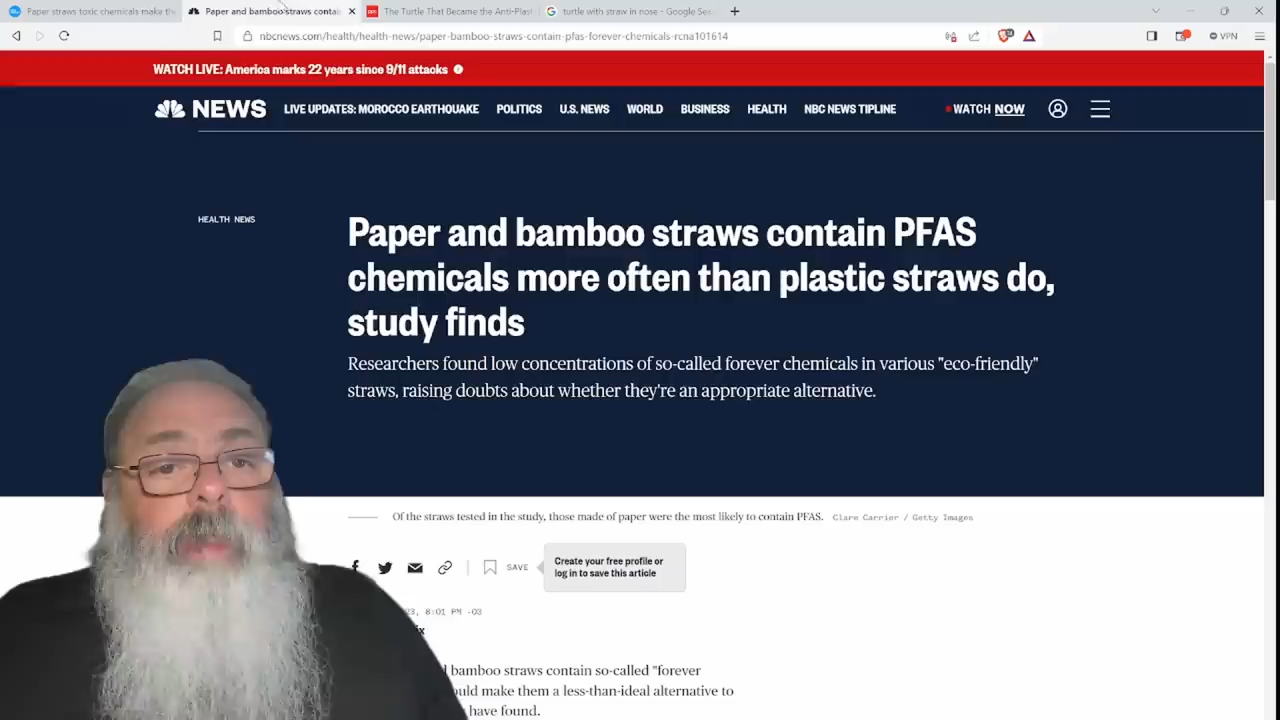 Paper straws toxic chemicals make the
Paper and bamboo straws contai
The Turtle That Became the Anti-Plast
turtle with straw in nose - Google Sea
nbcnews.com/health/health-news/paper-bamboo-straws-contain-pfas-forever-chemicals-rcna101614
VPN
WATCH LIVE: America marks 22 years since 9/11 attacks
NEWS
LIVE UPDATES: MOROCCO EARTHQUAKE
POLITICS
U.S. NEWS
WORLD
BUSINESS
HEALTH
NBC NEWS TIPLINE
WATCH NOW
HEALTH NEWS
Paper and bamboo straws contain PFAS
chemicals more often than plastic straws do,
study finds
Researchers found low concentrations of so-called forever chemicals in various "eco-friendly"
straws, raising doubts about whether they're an appropriate alternative.
Of the straws tested in the study, those made of paper were the most likely to contain PFAS. Clare Carrier / Getty Images
SAVE
Create your free profile or
log in to save this article
23, 8:01 PM -03
ix
bamboo straws contain so-called "forever
ould make them a less-than-ideal alternative to
have found.